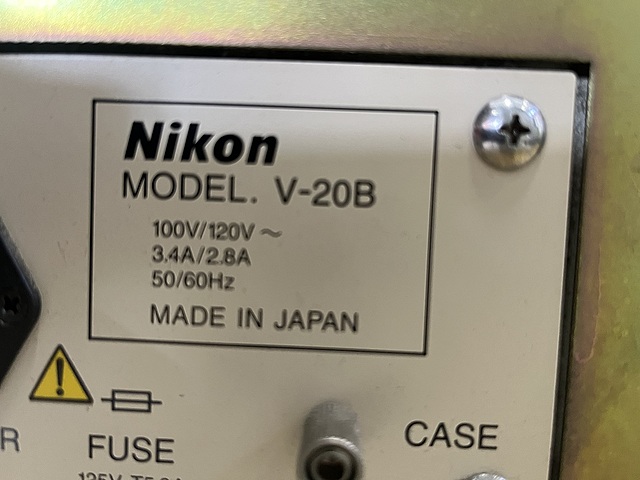 Nikon
MODEL. V-20B
100V/120V ~
3.4A/2.8A
50/60Hz
MADE IN JAPAN
R
FUSE
CASE